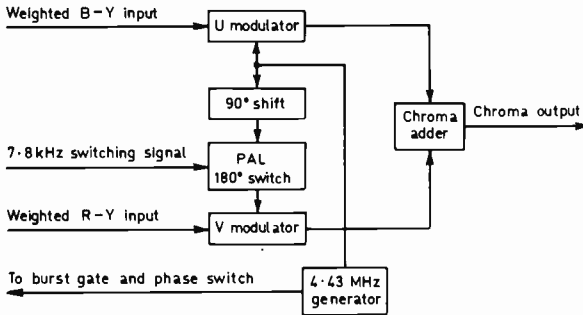 Weighted B-Y input
U modulator
90° shift
Chroma adder
Chroma output
7·8kHz switching signal
PAL
180° switch
Weighted R-Y input
V modulator
To burst gate and phase switch
4·43 MHz
generator